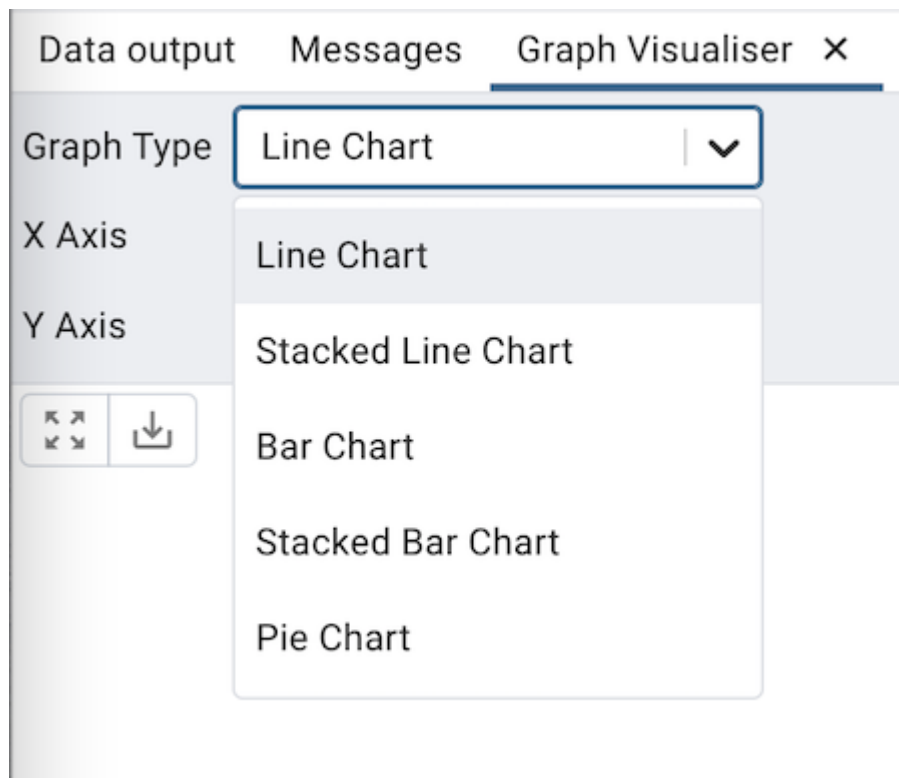 Data output Messages Graph Visualiser
Graph Type Line Chart
X Axis
Line Chart
Y Axis
Stacked Line Chart
Bar Chart
Stacked Bar Chart
Pie Chart